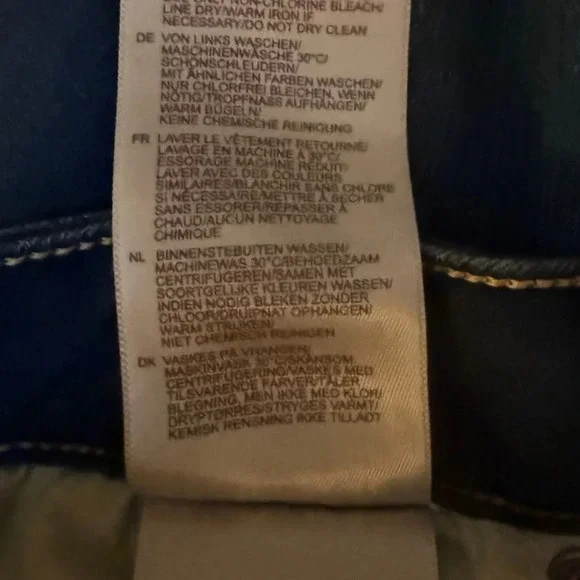 ONLY NON-CHLORINE BLEACH/
LINE DRY/WARM IRON IF
NECESSARY/DO NOT DRY CLEAN
DE VON LINKS WASCHEN/
MASCHINENWÄSCHE 30°C/
SCHONSCHLEUDERN/
MIT ÄHNLICHEN FARBEN WASCHEN/
NUR CHLORFREI BLEICHEN, WENN
NÖTIG/TROPFNASS AUFHÄNGEN/
WARM BÜGELN/
KEINE CHEMISCHE REINIGUNG
FR LAVER LE VÊTEMENT RETOURNÉ/
LAVAGE EN MACHINE À 30°C/
ESSORAGE MACHINE RÉDUIT/
LAVER AVEC DES COULEURS
SIMILAIRES/BLANCHIR SANS CHLORE
SI NÉCESSAIRE/METTRE À SÉCHER
SANS ESSORER/REPASSER À
CHAUD/AUCUN NETTOYAGE
CHIMIQUE
NL BINNENSTEBUITEN WASSEN/
MACHINEWAS 30°C/BEHOEDZAAM
CENTRIFUGEREN/SAMEN MET
SOORTGELIJKE KLEUREN WASSEN/
INDIEN NODIG BLEKEN ZONDER
CHLOOR/DRUIPNAT OPHANGEN/
WARM STRIJKEN/
NIET CHEMISCH REINIGEN
DK VASKES PÅ VRANGEN/
MASKINVASK 30°C/SKÅNSOM
CENTRIFUGERING/VASKES MED
TILSVARENDE FARVER/TÅLER
BLEGNING, MEN IKKE MED KLOR/
DRYPTØRRES/STRYGES VARMT/
KEMISK RENSNING IKKE TILLADT